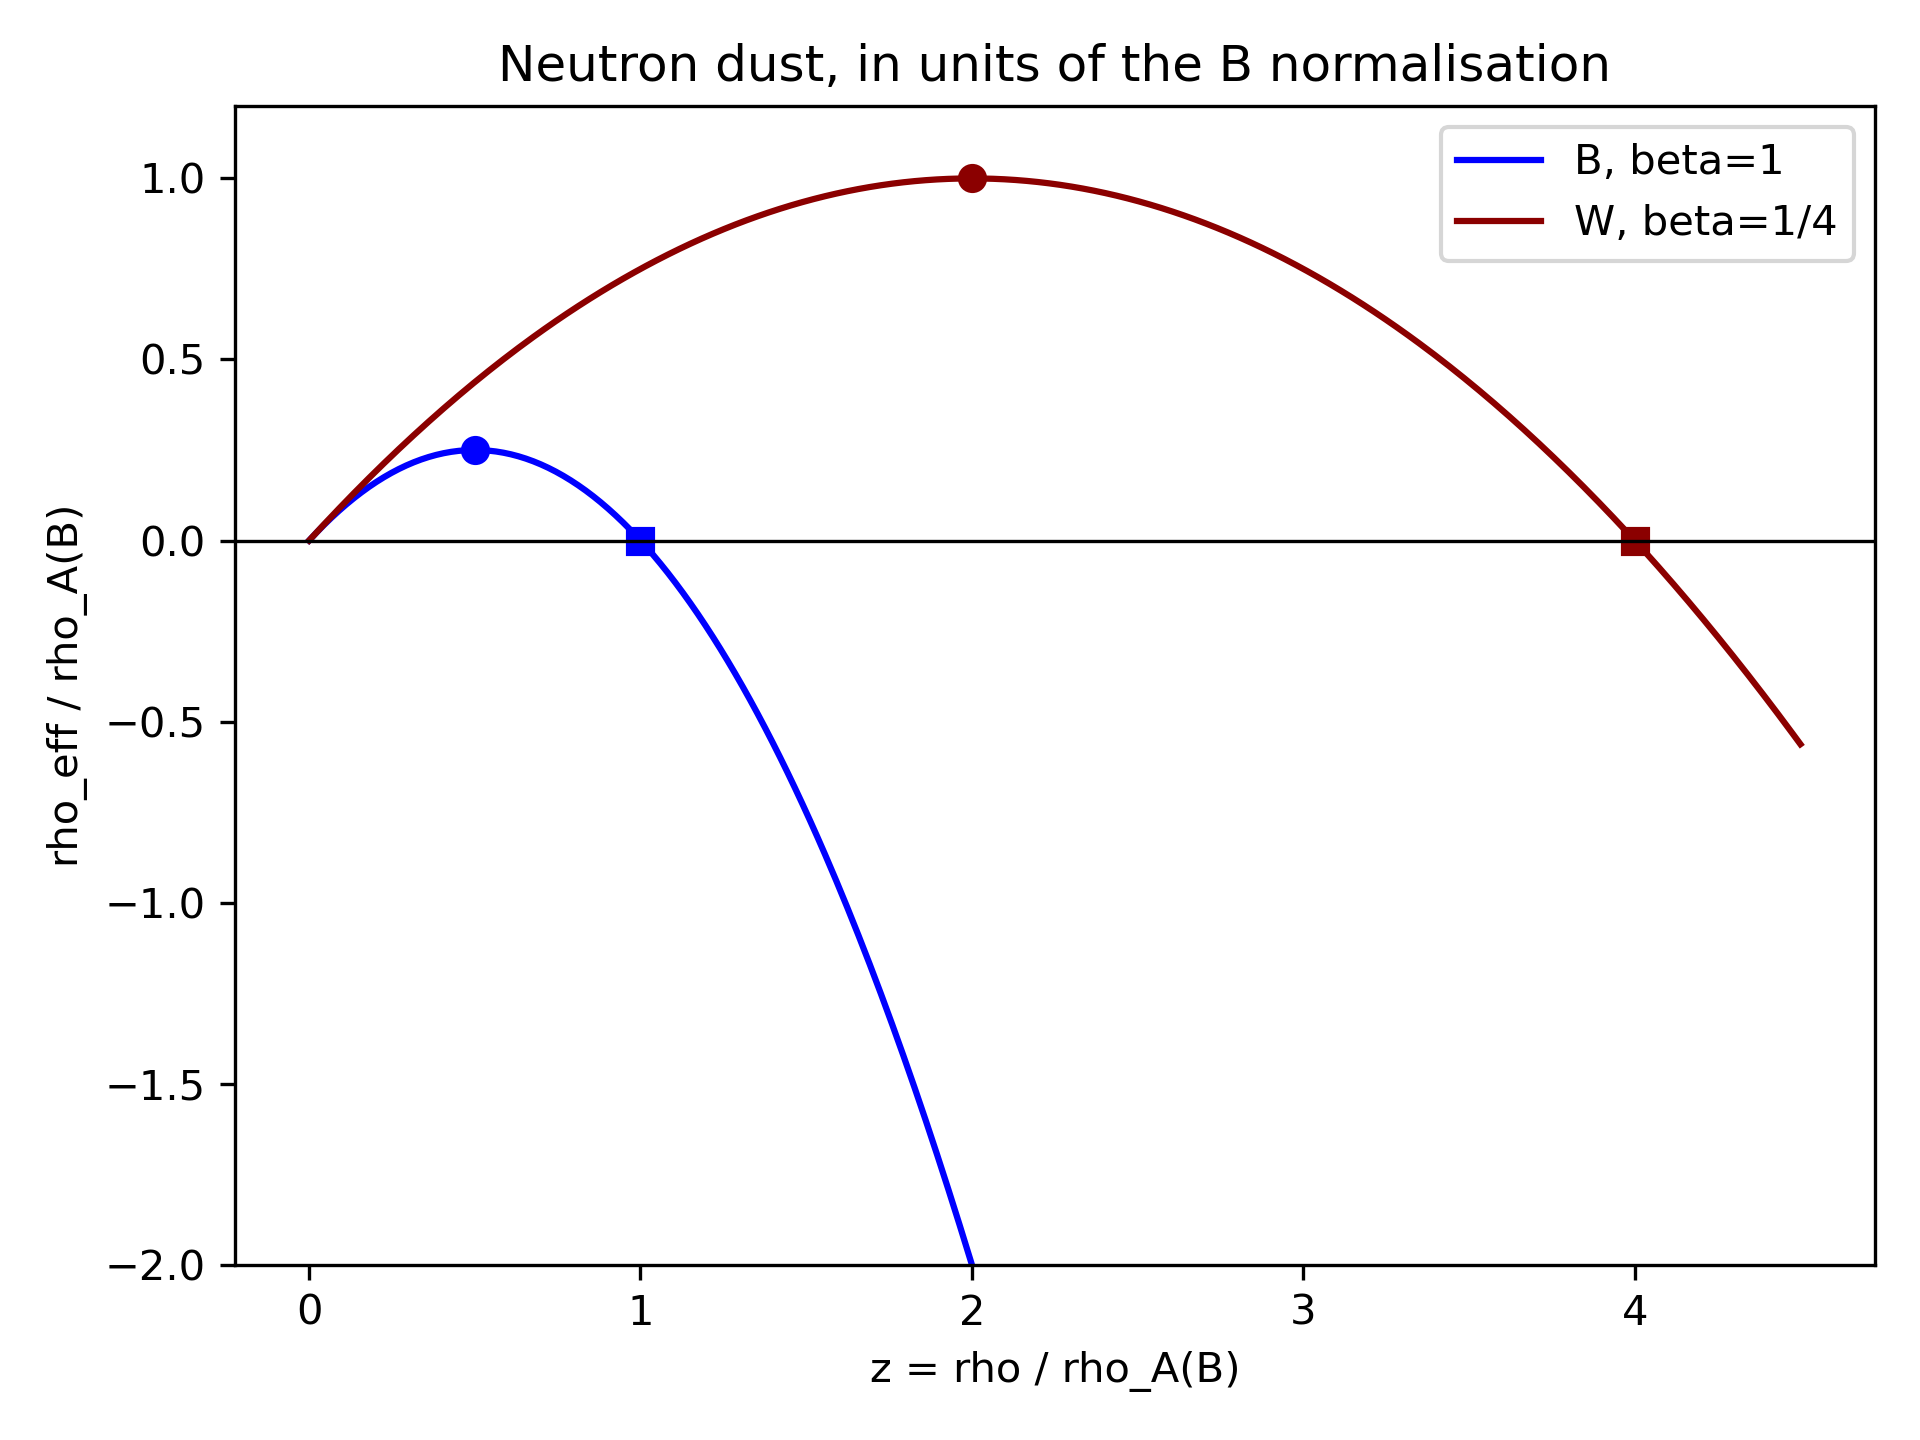 Neutron dust, in units of the B normalisation
B, beta=1
W, beta=1/4
rho_eff / rho_A(B)
1.0
0.5
0.0
−0.5
−1.0
−1.5
−2.0
0 1 2 3 4
z = rho / rho_A(B)